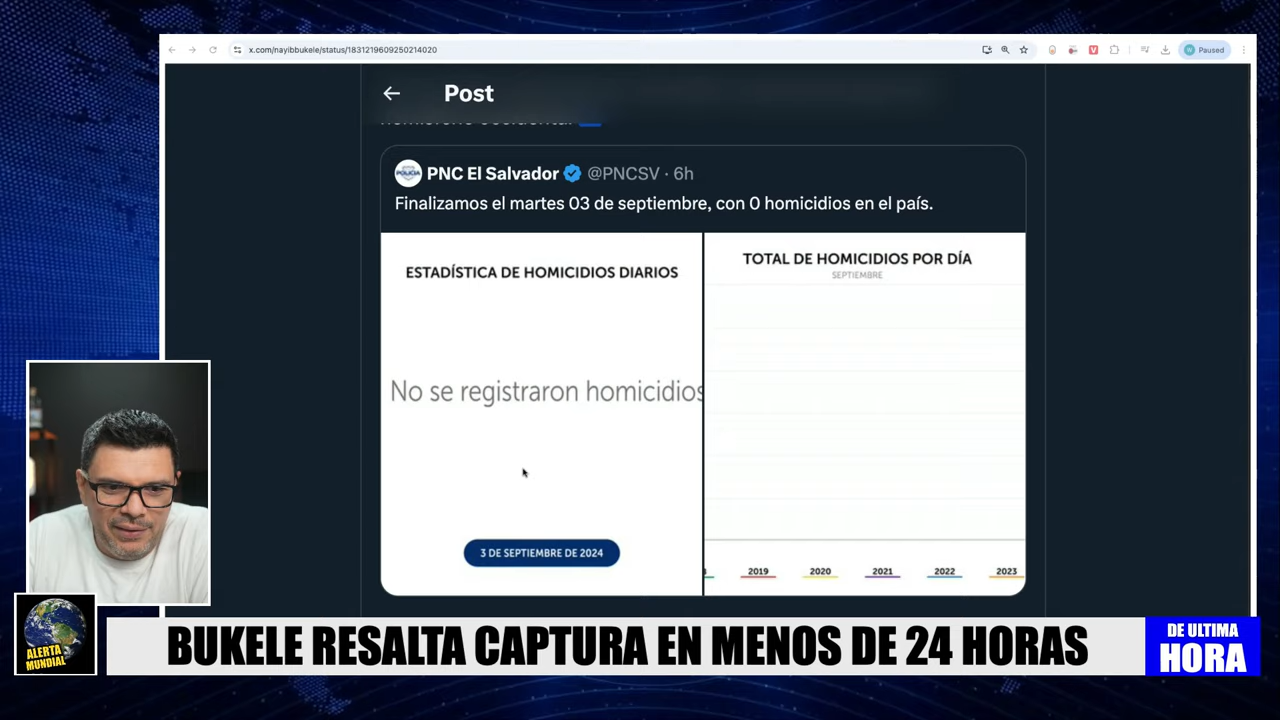 x.com/nayibbukele/status/1831219609250214020
Paused
Post
PNC El Salvador @PNCSV · 6h
Finalizamos el martes 03 de septiembre, con 0 homicidios en el país.
ESTADÍSTICA DE HOMICIDIOS DIARIOS
No se registraron homicidios
3 DE SEPTIEMBRE DE 2024
TOTAL DE HOMICIDIOS POR DÍA
SEPTIEMBRE
2019 2020 2021 2022 2023
ALERTA
MUNDIAL
BUKELE RESALTA CAPTURA EN MENOS DE 24 HORAS
DE ULTIMA
HORA